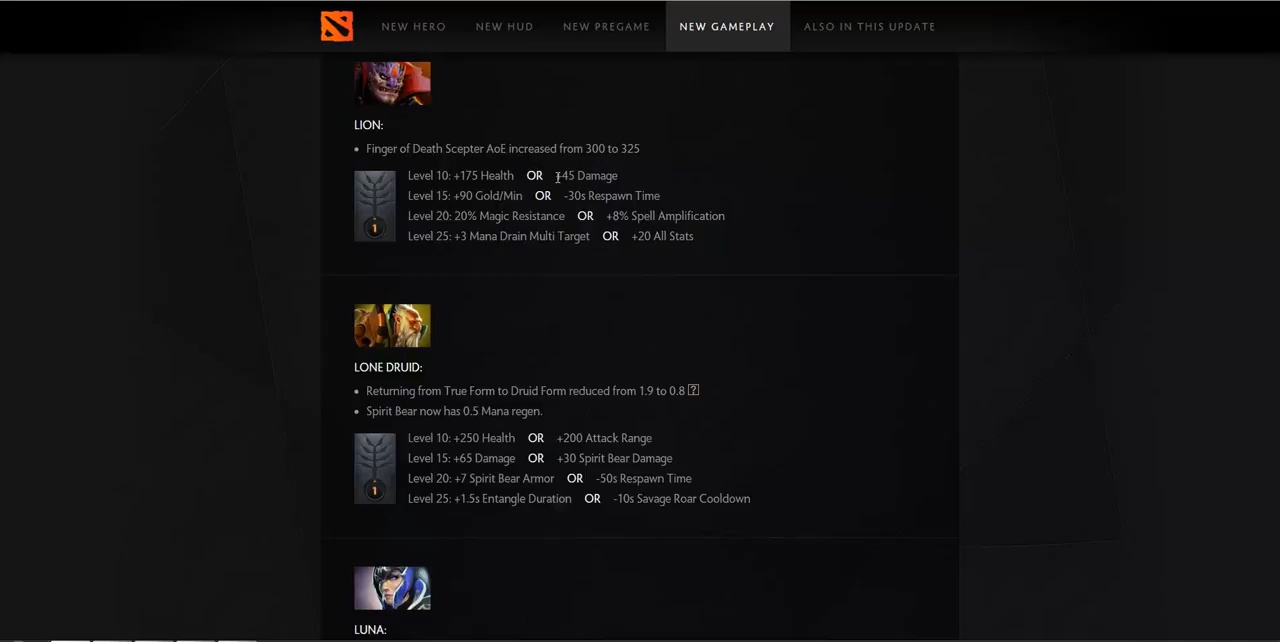 NEW HERO NEW HUD NEW PREGAME NEW GAMEPLAY ALSO IN THIS UPDATE
LION:
• Finger of Death Scepter AoE increased from 300 to 325
Level 10: +175 Health OR +45 Damage
Level 15: +90 Gold/Min OR -30s Respawn Time
Level 20: 20% Magic Resistance OR +8% Spell Amplification
Level 25: +3 Mana Drain Multi Target OR +20 All Stats
1
LONE DRUID:
• Returning from True Form to Druid Form reduced from 1.9 to 0.8 ?
• Spirit Bear now has 0.5 Mana regen.
Level 10: +250 Health OR +200 Attack Range
Level 15: +65 Damage OR +30 Spirit Bear Damage
Level 20: +7 Spirit Bear Armor OR -50s Respawn Time
Level 25: +1.5s Entangle Duration OR -10s Savage Roar Cooldown
1
LUNA: